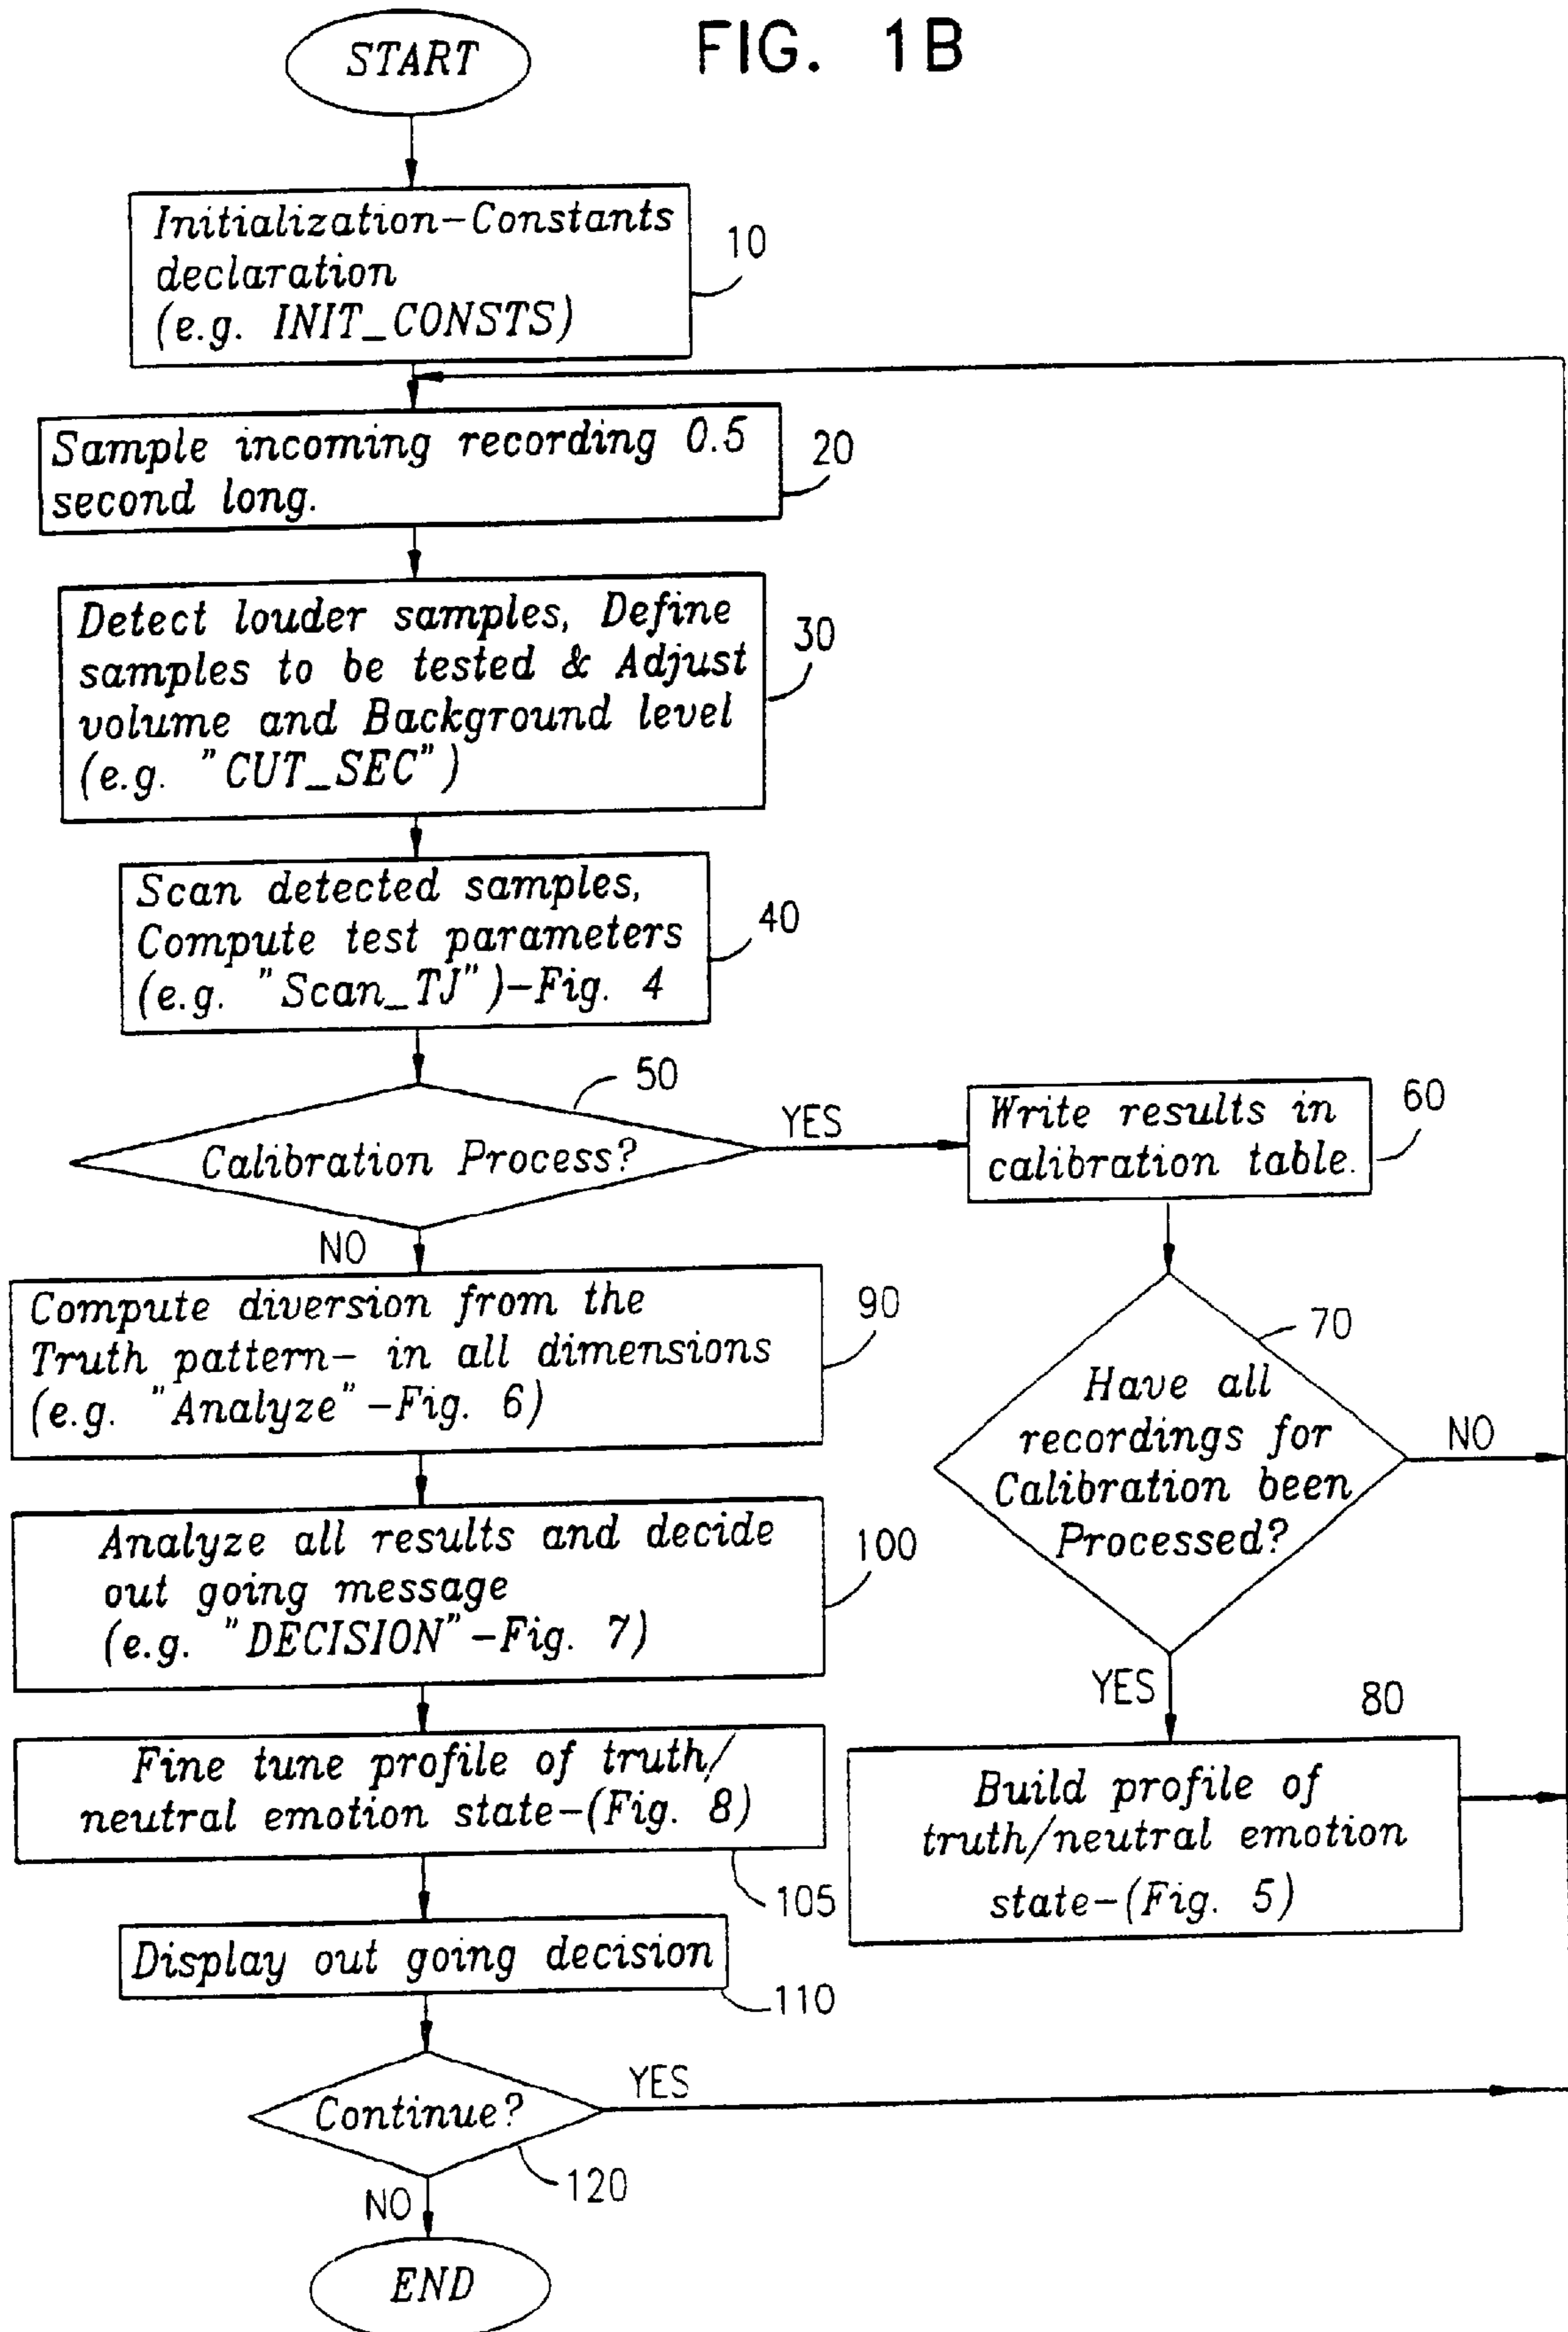 FIG. 1B
START
Initialization-Constants
declaration
(e.g. INIT_CONSTS)
10
Sample incoming recording 0.5
second long.
20
Detect louder samples, Define
samples to be tested & Adjust
volume and Background level
(e.g. "CUT_SEC")
30
Scan detected samples,
Compute test parameters
(e.g. "Scan_TJ")-Fig. 4
40
50
Calibration Process?
YES
NO
Write results in
calibration table.
60
70
Have all
recordings for
Calibration been
Processed?
NO
YES
80
Build profile of
truth/neutral emotion
state-(Fig. 5)
Compute diversion from the
Truth pattern- in all dimensions
(e.g. "Analyze"-Fig. 6)
90
Analyze all results and decide
out going message
(e.g. "DECISION"-Fig. 7)
100
Fine tune profile of truth/
neutral emotion state-(Fig. 8)
105
Display out going decision
110
Continue?
YES
120
NO
END